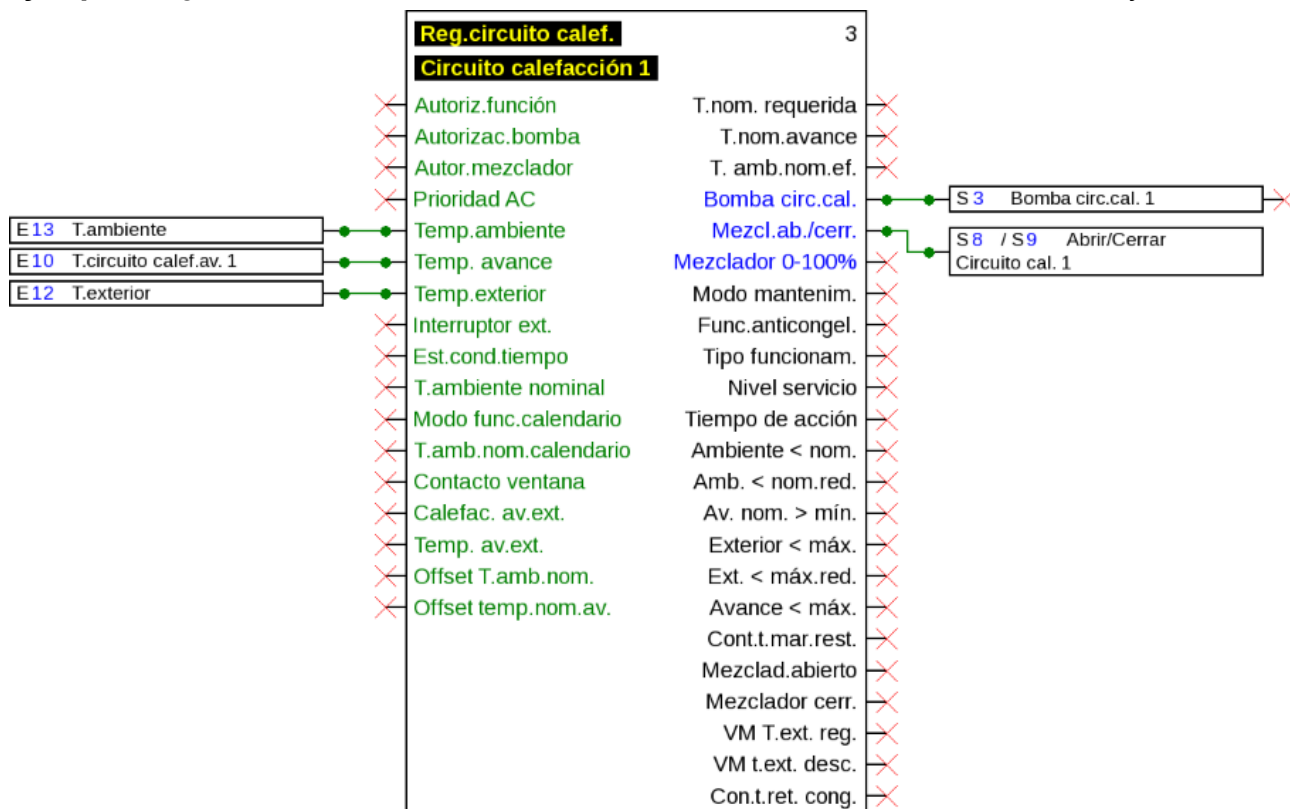 Reg.circuito calef. 3
Circuito calefacción 1
Autoriz.función T.nom. requerida
Autorizac.bomba T.nom.avance
Autor.mezclador T. amb.nom.ef.
Prioridad AC Bomba circ.cal. S 3 Bomba circ.cal. 1
E13 T.ambiente Temp.ambiente Mezcl.ab./cerr. S 8 / S 9 Abrir/Cerrar
Circuito cal. 1
E10 T.circuito calef.av. 1 Temp. avance Mezclador 0-100%
E12 T.exterior Temp.exterior Modo mantenim.
Interruptor ext. Func.anticongel.
Est.cond.tiempo Tipo funcionam.
T.ambiente nominal Nivel servicio
Modo func.calendario Tiempo de acción
T.amb.nom.calendario Ambiente < nom.
Contacto ventana Amb. < nom.red.
Calefac. av.ext. Av. nom. > mín.
Temp. av.ext. Exterior < máx.
Offset T.amb.nom. Ext. < máx.red.
Offset temp.nom.av. Avance < máx.
Cont.t.mar.rest.
Mezclad.abierto
Mezclador cerr.
VM T.ext. reg.
VM t.ext. desc.
Con.t.ret. cong.